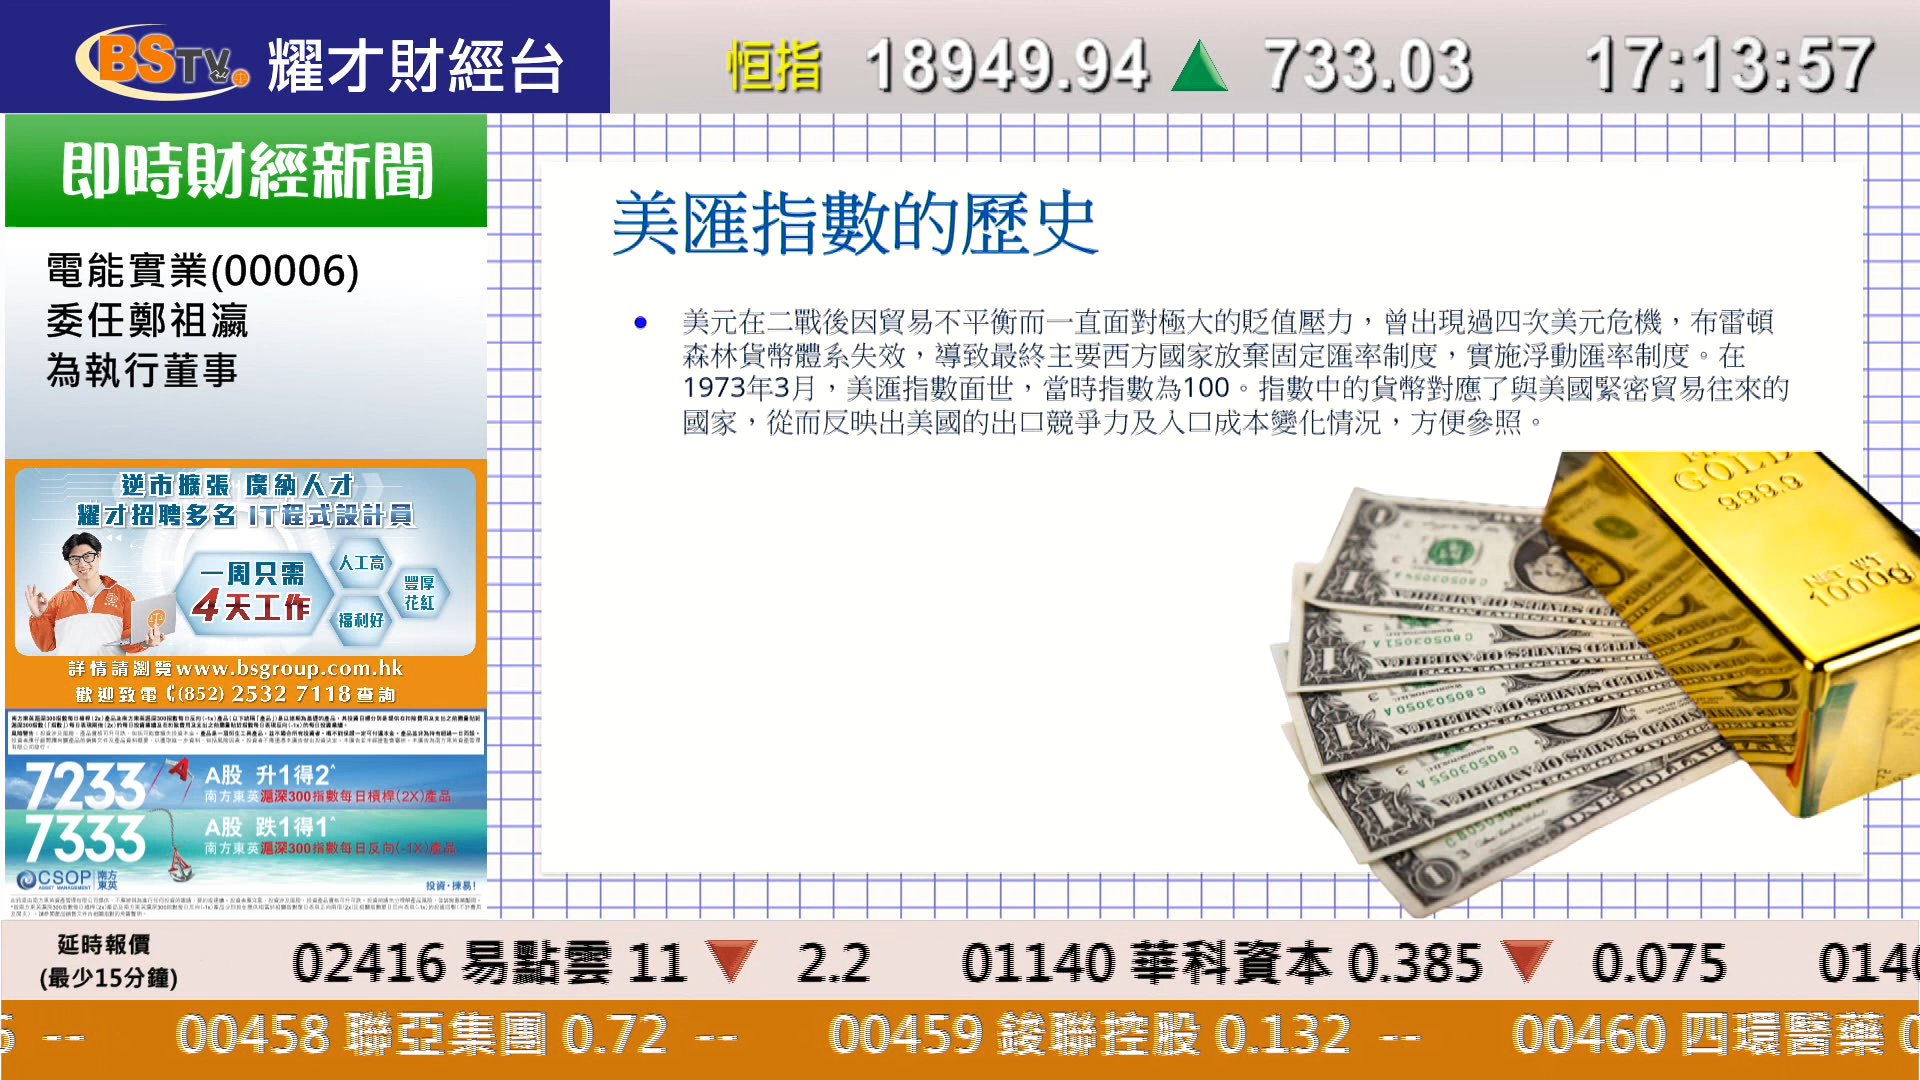 BSTV 耀才財經台
恒指 18949.94 733.03 17:13:57
即時財經新聞
電能實業(00006)
委任鄭祖瀛
為執行董事
逆市擴張 廣納人才
耀才招聘多名 IT程式設計員
一周只需
4天工作
人工高
豐厚
花紅
福利好
詳情請瀏覽www.bsgroup.com.hk
歡迎致電 (852) 2532 7118 查詢
7233
A股 升1得2^
南方東英滬深300指數每日槓桿(2X)產品
7333
A股 跌1得1^
南方東英滬深300指數每日反向(-1X)產品
CSOP 南方
ASSET MANAGEMENT 東英
投資·揀易!
美匯指數的歷史
美元在二戰後因貿易不平衡而一直面對極大的貶值壓力，曾出現過四次美元危機，布雷頓
森林貨幣體系失效，導致最終主要西方國家放棄固定匯率制度，實施浮動匯率制度。在
1973年3月，美匯指數面世，當時指數為100。指數中的貨幣對應了與美國緊密貿易往來的
國家，從而反映出美國的出口競爭力及入口成本變化情況，方便參照。
GOLD
999.9
NET WT
1000g
延時報價
(最少15分鐘)
02416 易點雲 11 2.2 01140 華科資本 0.385 0.075 0140
-- 00458 聯亞集團 0.72 -- 00459 鋑聯控股 0.132 -- 00460 四環醫藥 0